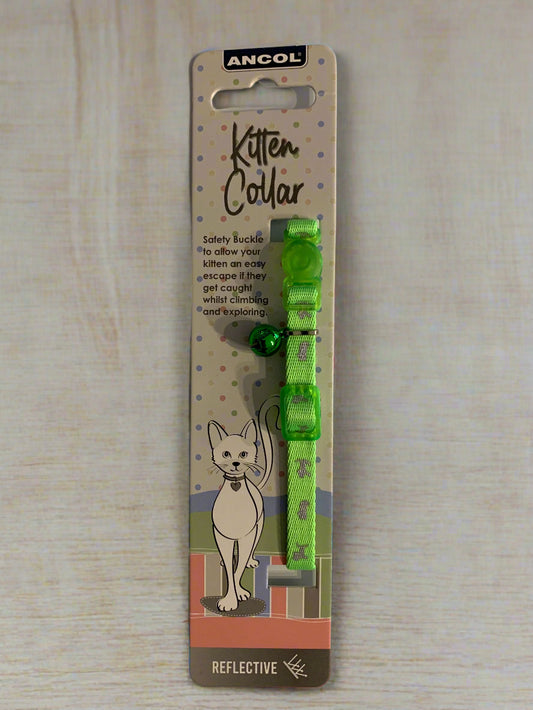 ANCOL®
Kitten
Collar
Safety Buckle
to allow your
kitten an easy
escape if they
get caught
whilst climbing
and exploring.
REFLECTIVE